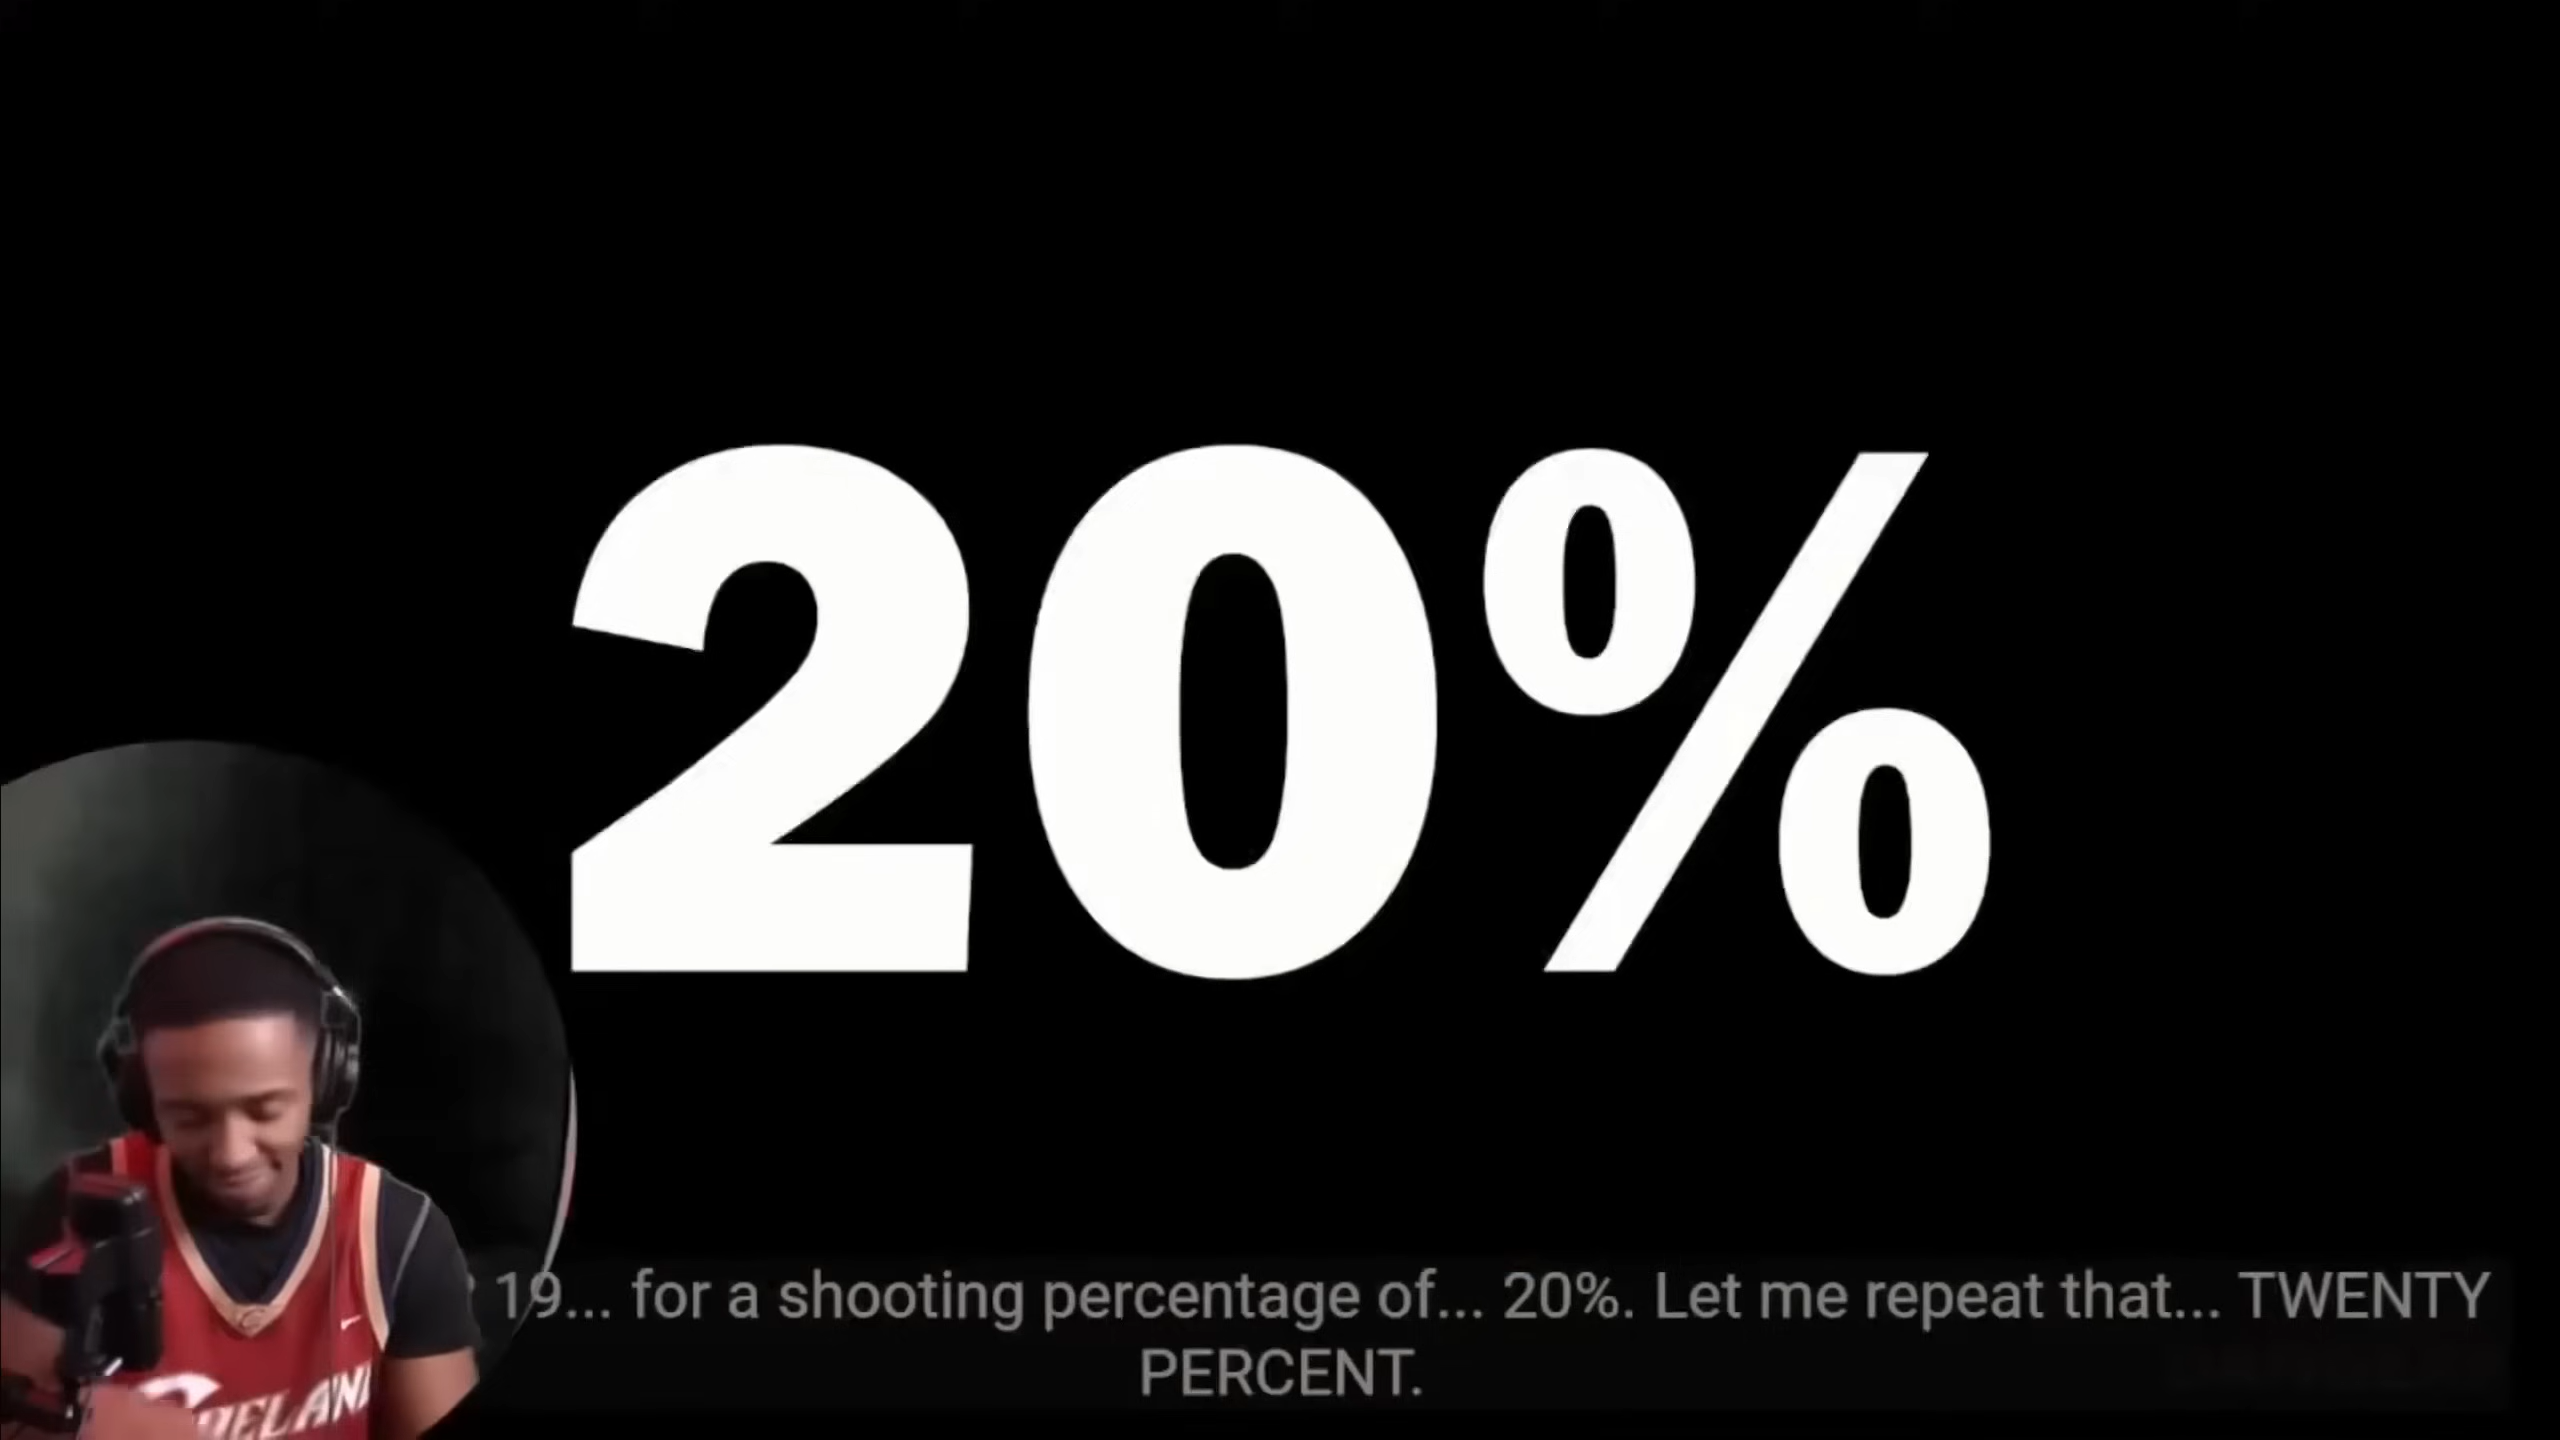 20%
19... for a shooting percentage of... 20%. Let me repeat that... TWENTY
PERCENT.